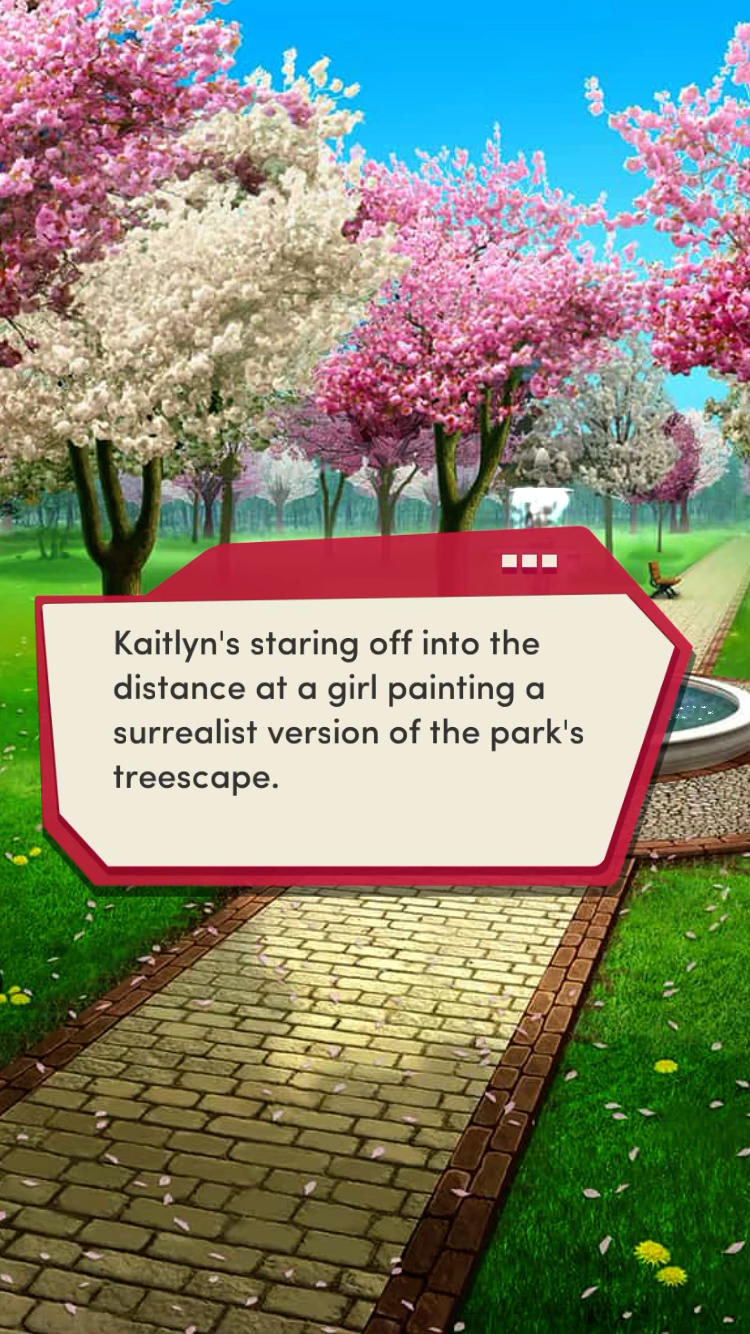 Kaitlyn's staring off into the
distance at a girl painting a
surrealist version of the park's
treescape.